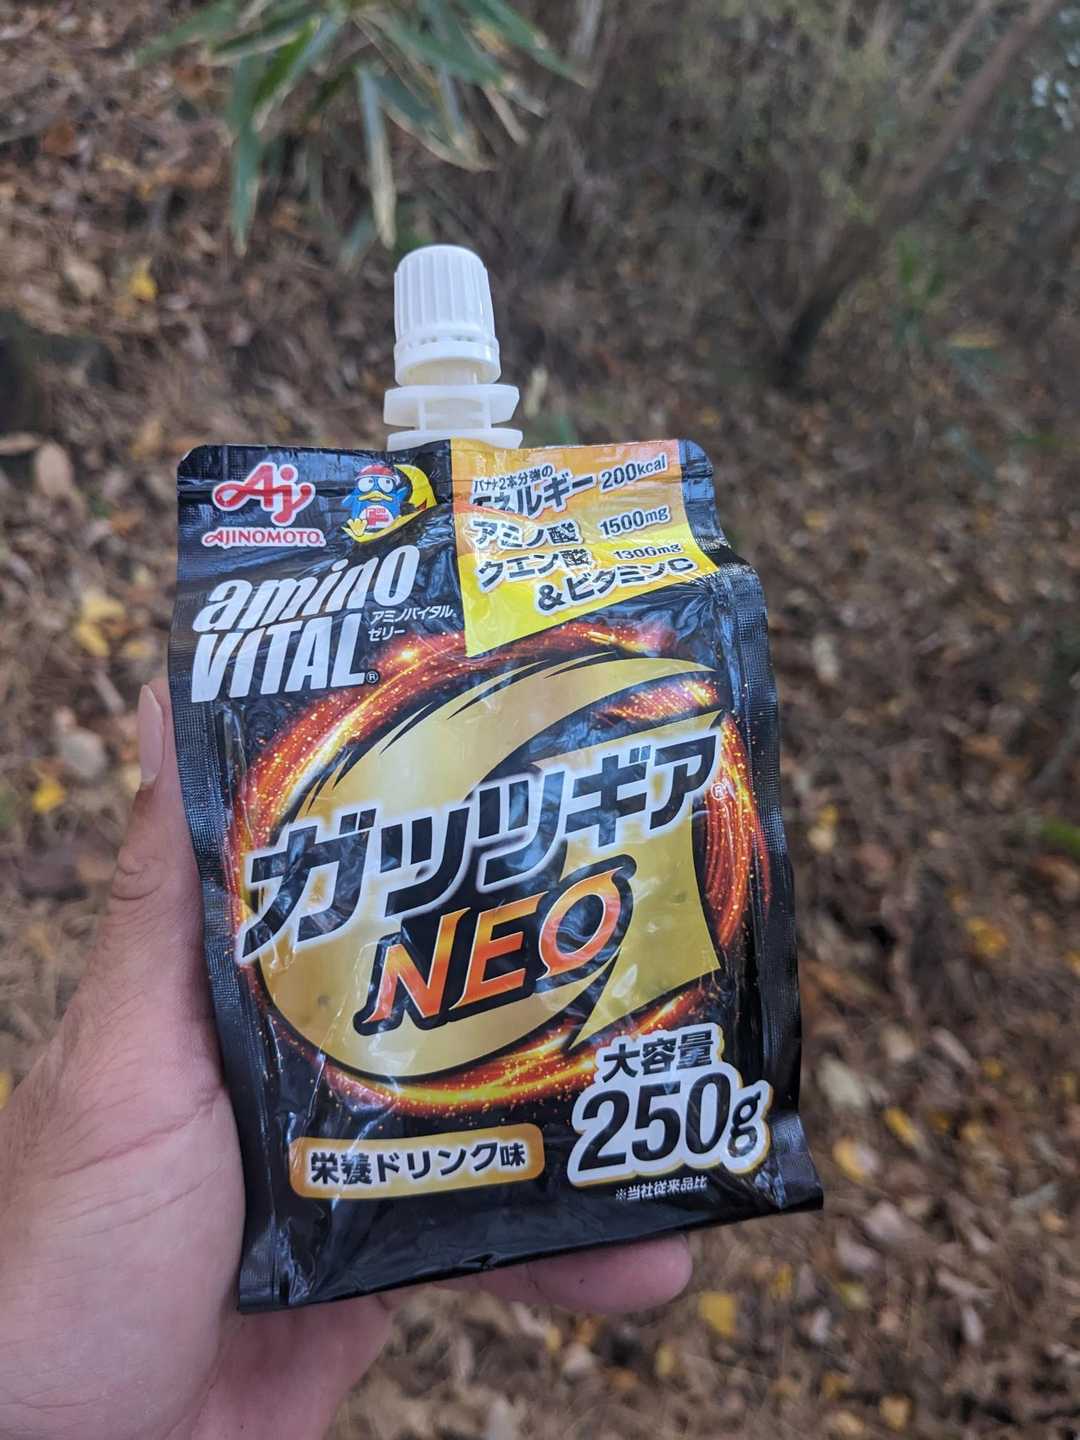 Aj
AJINOMOTO®
バナナ2本分強の
エネルギー 200kcal
アミノ酸 1500mg
クエン酸 1300mg
&ビタミンC
amino
VITAL®
アミノバイタル®
ゼリー
ガッツギア®
NEO
大容量
250g
※当社従来品比
栄養ドリンク味